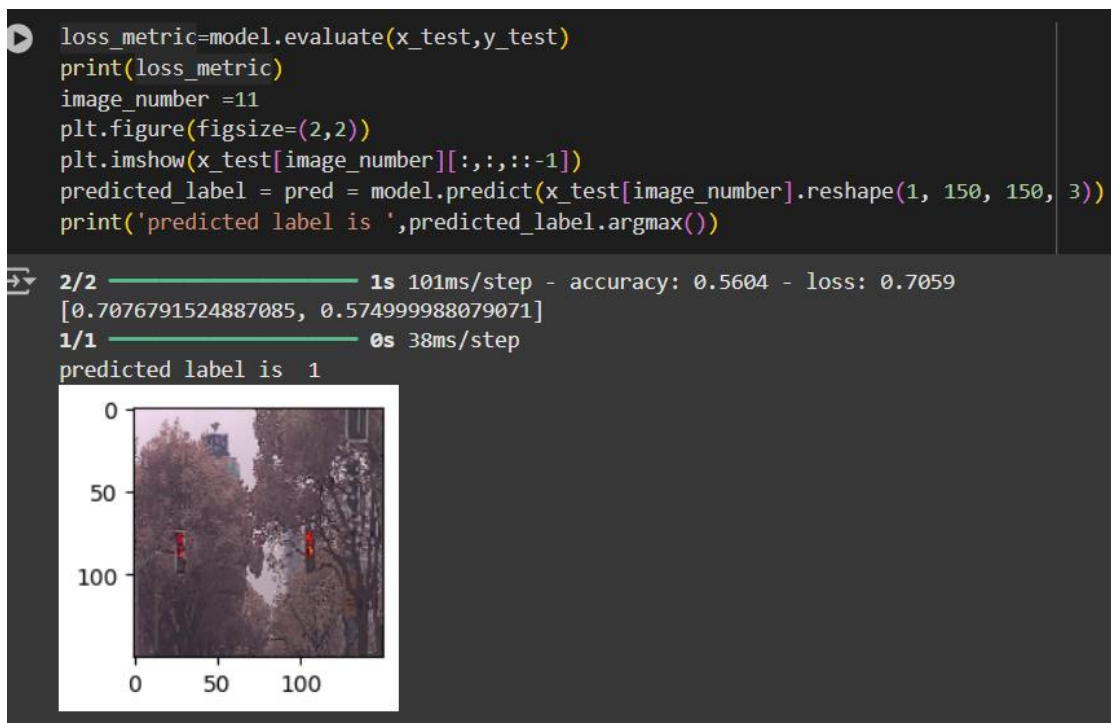 loss_metric=model.evaluate(x_test,y_test)
print(loss_metric)
image_number =11
plt.figure(figsize=(2,2))
plt.imshow(x_test[image_number][:,:,::-1])
predicted_label = pred = model.predict(x_test[image_number].reshape(1, 150, 150, 3))
print('predicted label is ',predicted_label.argmax())
2/2 ━━━━━━━━━━━━━━━━━━━━ 1s 101ms/step - accuracy: 0.5604 - loss: 0.7059
[0.7076791524887085, 0.574999988079071]
1/1 ━━━━━━━━━━━━━━━━━━━━ 0s 38ms/step
predicted label is  1
0
50
100
0 50 100